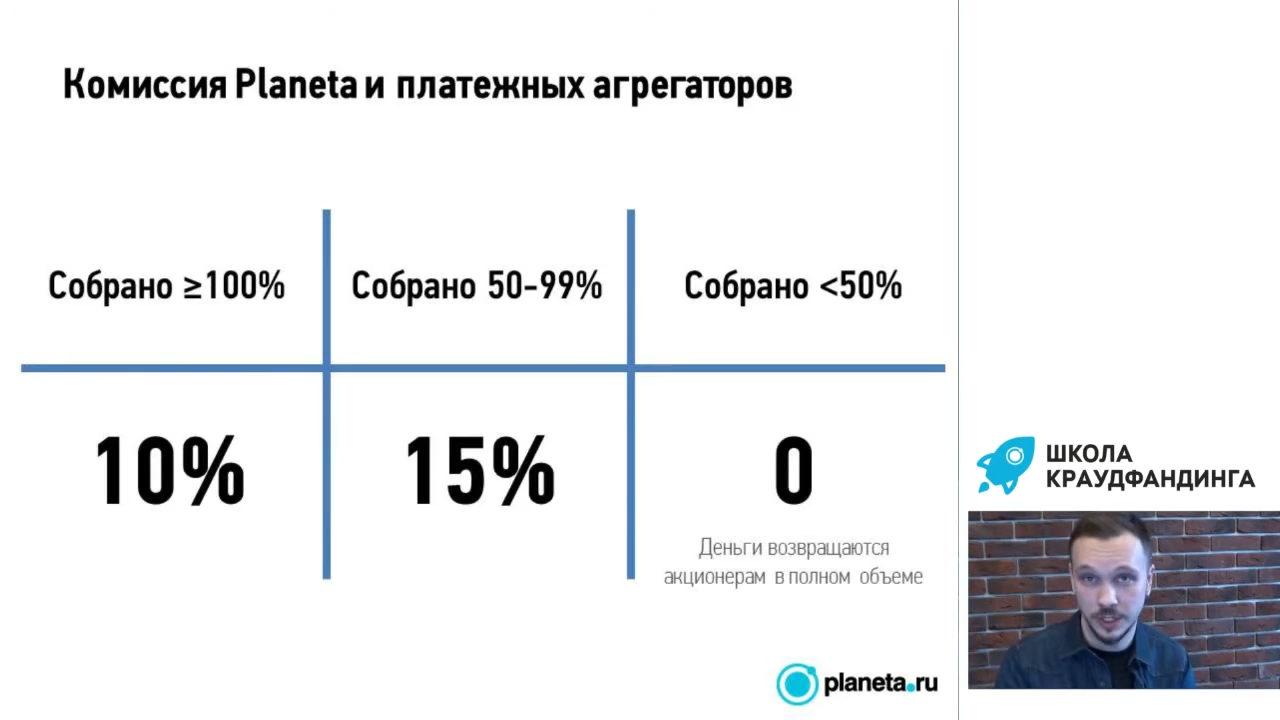 Комиссия Planeta и платежных агрегаторов
Собрано ≥100%
Собрано 50-99%
Собрано <50%
10%
15%
0
Деньги возвращаются
акционерам в полном объеме
planeta.ru
ШКОЛА
КРАУДФАНДИНГА